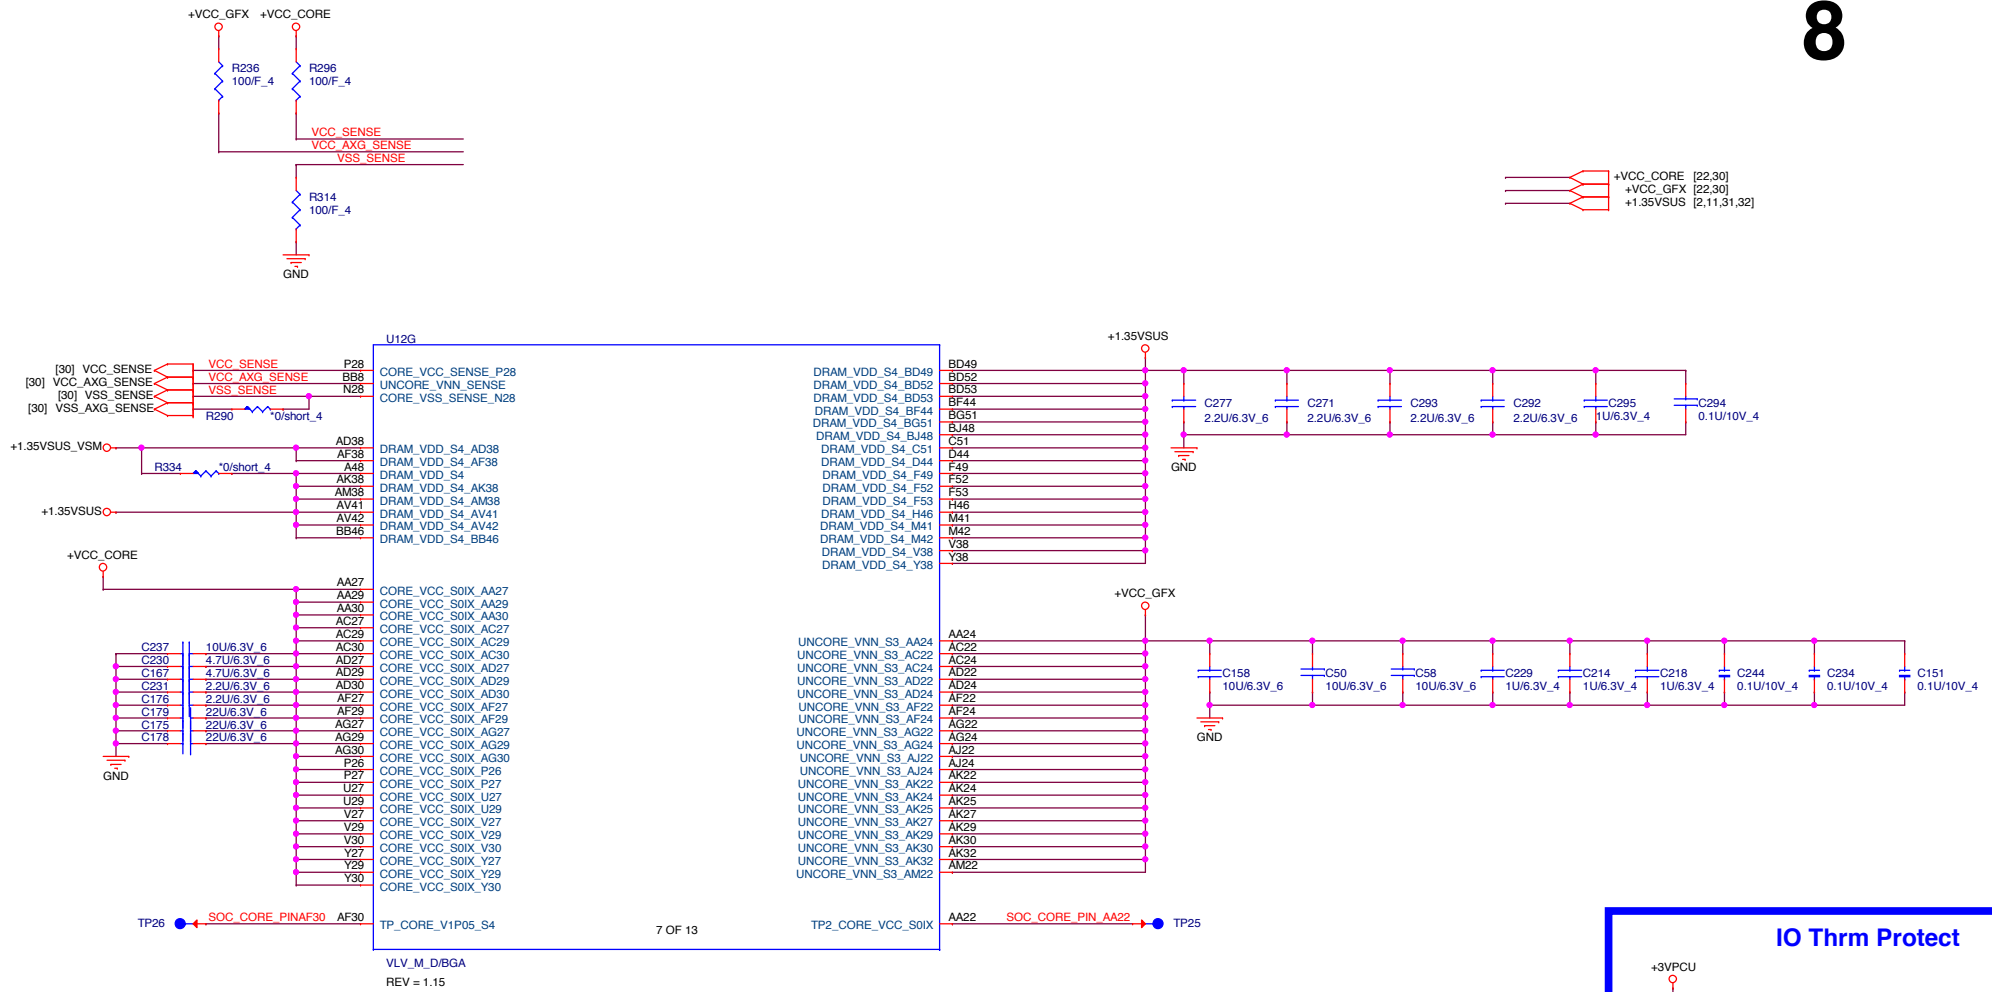 8
+VCC_GFX +VCC_CORE
R236
100/F_4
R296
100/F_4
VCC_SENSE
VCC_AXG_SENSE
VSS_SENSE
R314
100/F_4
GND
+VCC_CORE [22,30]
+VCC_GFX [22,30]
+1.35VSUS [2,11,31,32]
U12G
[30] VCC_SENSE VCC_SENSE P28 CORE_VCC_SENSE_P28
[30] VCC_AXG_SENSE VCC_AXG_SENSE BB8 UNCORE_VNN_SENSE
[30] VSS_SENSE VSS_SENSE N28 CORE_VSS_SENSE_N28
[30] VSS_AXG_SENSE R290 *0/short_4
+1.35VSUS_VSM AD38 DRAM_VDD_S4_AD38
AF38 DRAM_VDD_S4_AF38
R334 *0/short_4 A48 DRAM_VDD_S4
AK38 DRAM_VDD_S4_AK38
AM38 DRAM_VDD_S4_AM38
+1.35VSUS AV41 DRAM_VDD_S4_AV41
AV42 DRAM_VDD_S4_AV42
BB46 DRAM_VDD_S4_BB46
+VCC_CORE
AA27 CORE_VCC_S0IX_AA27
AA29 CORE_VCC_S0IX_AA29
AA30 CORE_VCC_S0IX_AA30
AC27 CORE_VCC_S0IX_AC27
AC29 CORE_VCC_S0IX_AC29
C237 10U/6.3V_6 AC30 CORE_VCC_S0IX_AC30
C230 4.7U/6.3V_6 AD27 CORE_VCC_S0IX_AD27
C167 4.7U/6.3V_6 AD29 CORE_VCC_S0IX_AD29
C231 2.2U/6.3V_6 AD30 CORE_VCC_S0IX_AD30
C176 2.2U/6.3V_6 AF27 CORE_VCC_S0IX_AF27
C179 22U/6.3V_6 AF29 CORE_VCC_S0IX_AF29
C175 22U/6.3V_6 AG27 CORE_VCC_S0IX_AG27
C178 22U/6.3V_6 AG29 CORE_VCC_S0IX_AG29
GND
AG30 CORE_VCC_S0IX_AG30
P26 CORE_VCC_S0IX_P26
P27 CORE_VCC_S0IX_P27
U27 CORE_VCC_S0IX_U27
U29 CORE_VCC_S0IX_U29
V27 CORE_VCC_S0IX_V27
V29 CORE_VCC_S0IX_V29
V30 CORE_VCC_S0IX_V30
Y27 CORE_VCC_S0IX_Y27
Y29 CORE_VCC_S0IX_Y29
Y30 CORE_VCC_S0IX_Y30
TP26 SOC_CORE_PINAF30 AF30 TP_CORE_V1P05_S4
7 OF 13
+1.35VSUS
DRAM_VDD_S4_BD49 BD49
DRAM_VDD_S4_BD52 BD52
DRAM_VDD_S4_BD53 BD53
DRAM_VDD_S4_BF44 BF44
DRAM_VDD_S4_BG51 BG51
DRAM_VDD_S4_BJ48 BJ48
DRAM_VDD_S4_C51 C51
DRAM_VDD_S4_D44 D44
DRAM_VDD_S4_F49 F49
DRAM_VDD_S4_F52 F52
DRAM_VDD_S4_F53 F53
DRAM_VDD_S4_H46 H46
DRAM_VDD_S4_M41 M41
DRAM_VDD_S4_M42 M42
DRAM_VDD_S4_V38 V38
DRAM_VDD_S4_Y38 Y38
C277 C271 C293 C292 C295 C294
2.2U/6.3V_6 2.2U/6.3V_6 2.2U/6.3V_6 2.2U/6.3V_6 1U/6.3V_4 0.1U/10V_4
GND
+VCC_GFX
UNCORE_VNN_S3_AA24 AA24
UNCORE_VNN_S3_AC22 AC22
UNCORE_VNN_S3_AC24 AC24
UNCORE_VNN_S3_AD22 AD22
UNCORE_VNN_S3_AD24 AD24
UNCORE_VNN_S3_AF22 AF22
UNCORE_VNN_S3_AF24 AF24
UNCORE_VNN_S3_AG22 AG22
UNCORE_VNN_S3_AG24 AG24
UNCORE_VNN_S3_AJ22 AJ22
UNCORE_VNN_S3_AJ24 AJ24
UNCORE_VNN_S3_AK22 AK22
UNCORE_VNN_S3_AK24 AK24
UNCORE_VNN_S3_AK25 AK25
UNCORE_VNN_S3_AK27 AK27
UNCORE_VNN_S3_AK29 AK29
UNCORE_VNN_S3_AK30 AK30
UNCORE_VNN_S3_AK32 AK32
UNCORE_VNN_S3_AM22 AM22
C158 C50 C58 C229 C214 C218 C244 C234 C151
10U/6.3V_6 10U/6.3V_6 10U/6.3V_6 1U/6.3V_4 1U/6.3V_4 1U/6.3V_4 0.1U/10V_4 0.1U/10V_4 0.1U/10V_4
GND
TP2_CORE_VCC_S0IX AA22 SOC_CORE_PIN_AA22 TP25
VLV_M_D/BGA
REV = 1.15
IO Thrm Protect
+3VPCU